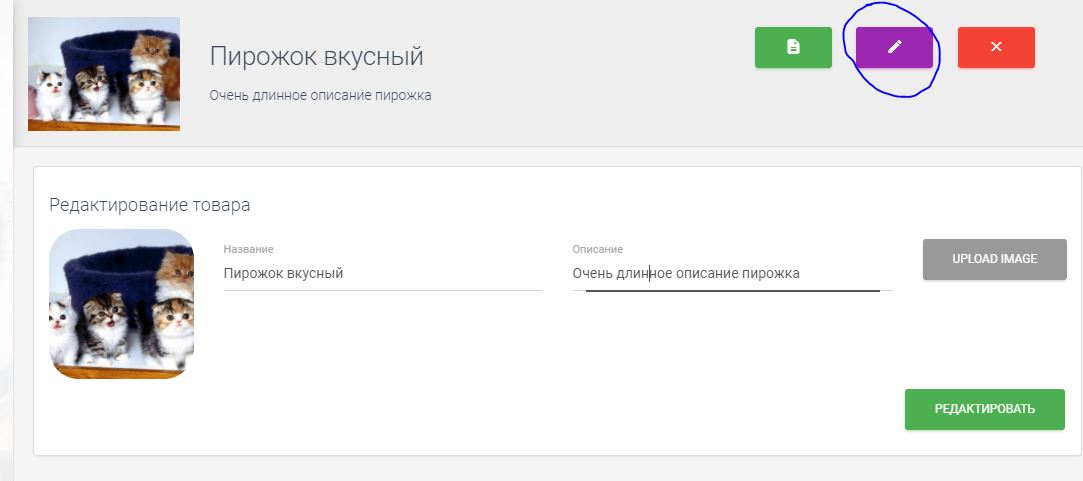 Пирожок вкусный
Очень длинное описание пирожка
Редактирование товара
Название
Пирожок вкусный
Описание
Очень длинное описание пирожка
UPLOAD IMAGE
РЕДАКТИРОВАТЬ